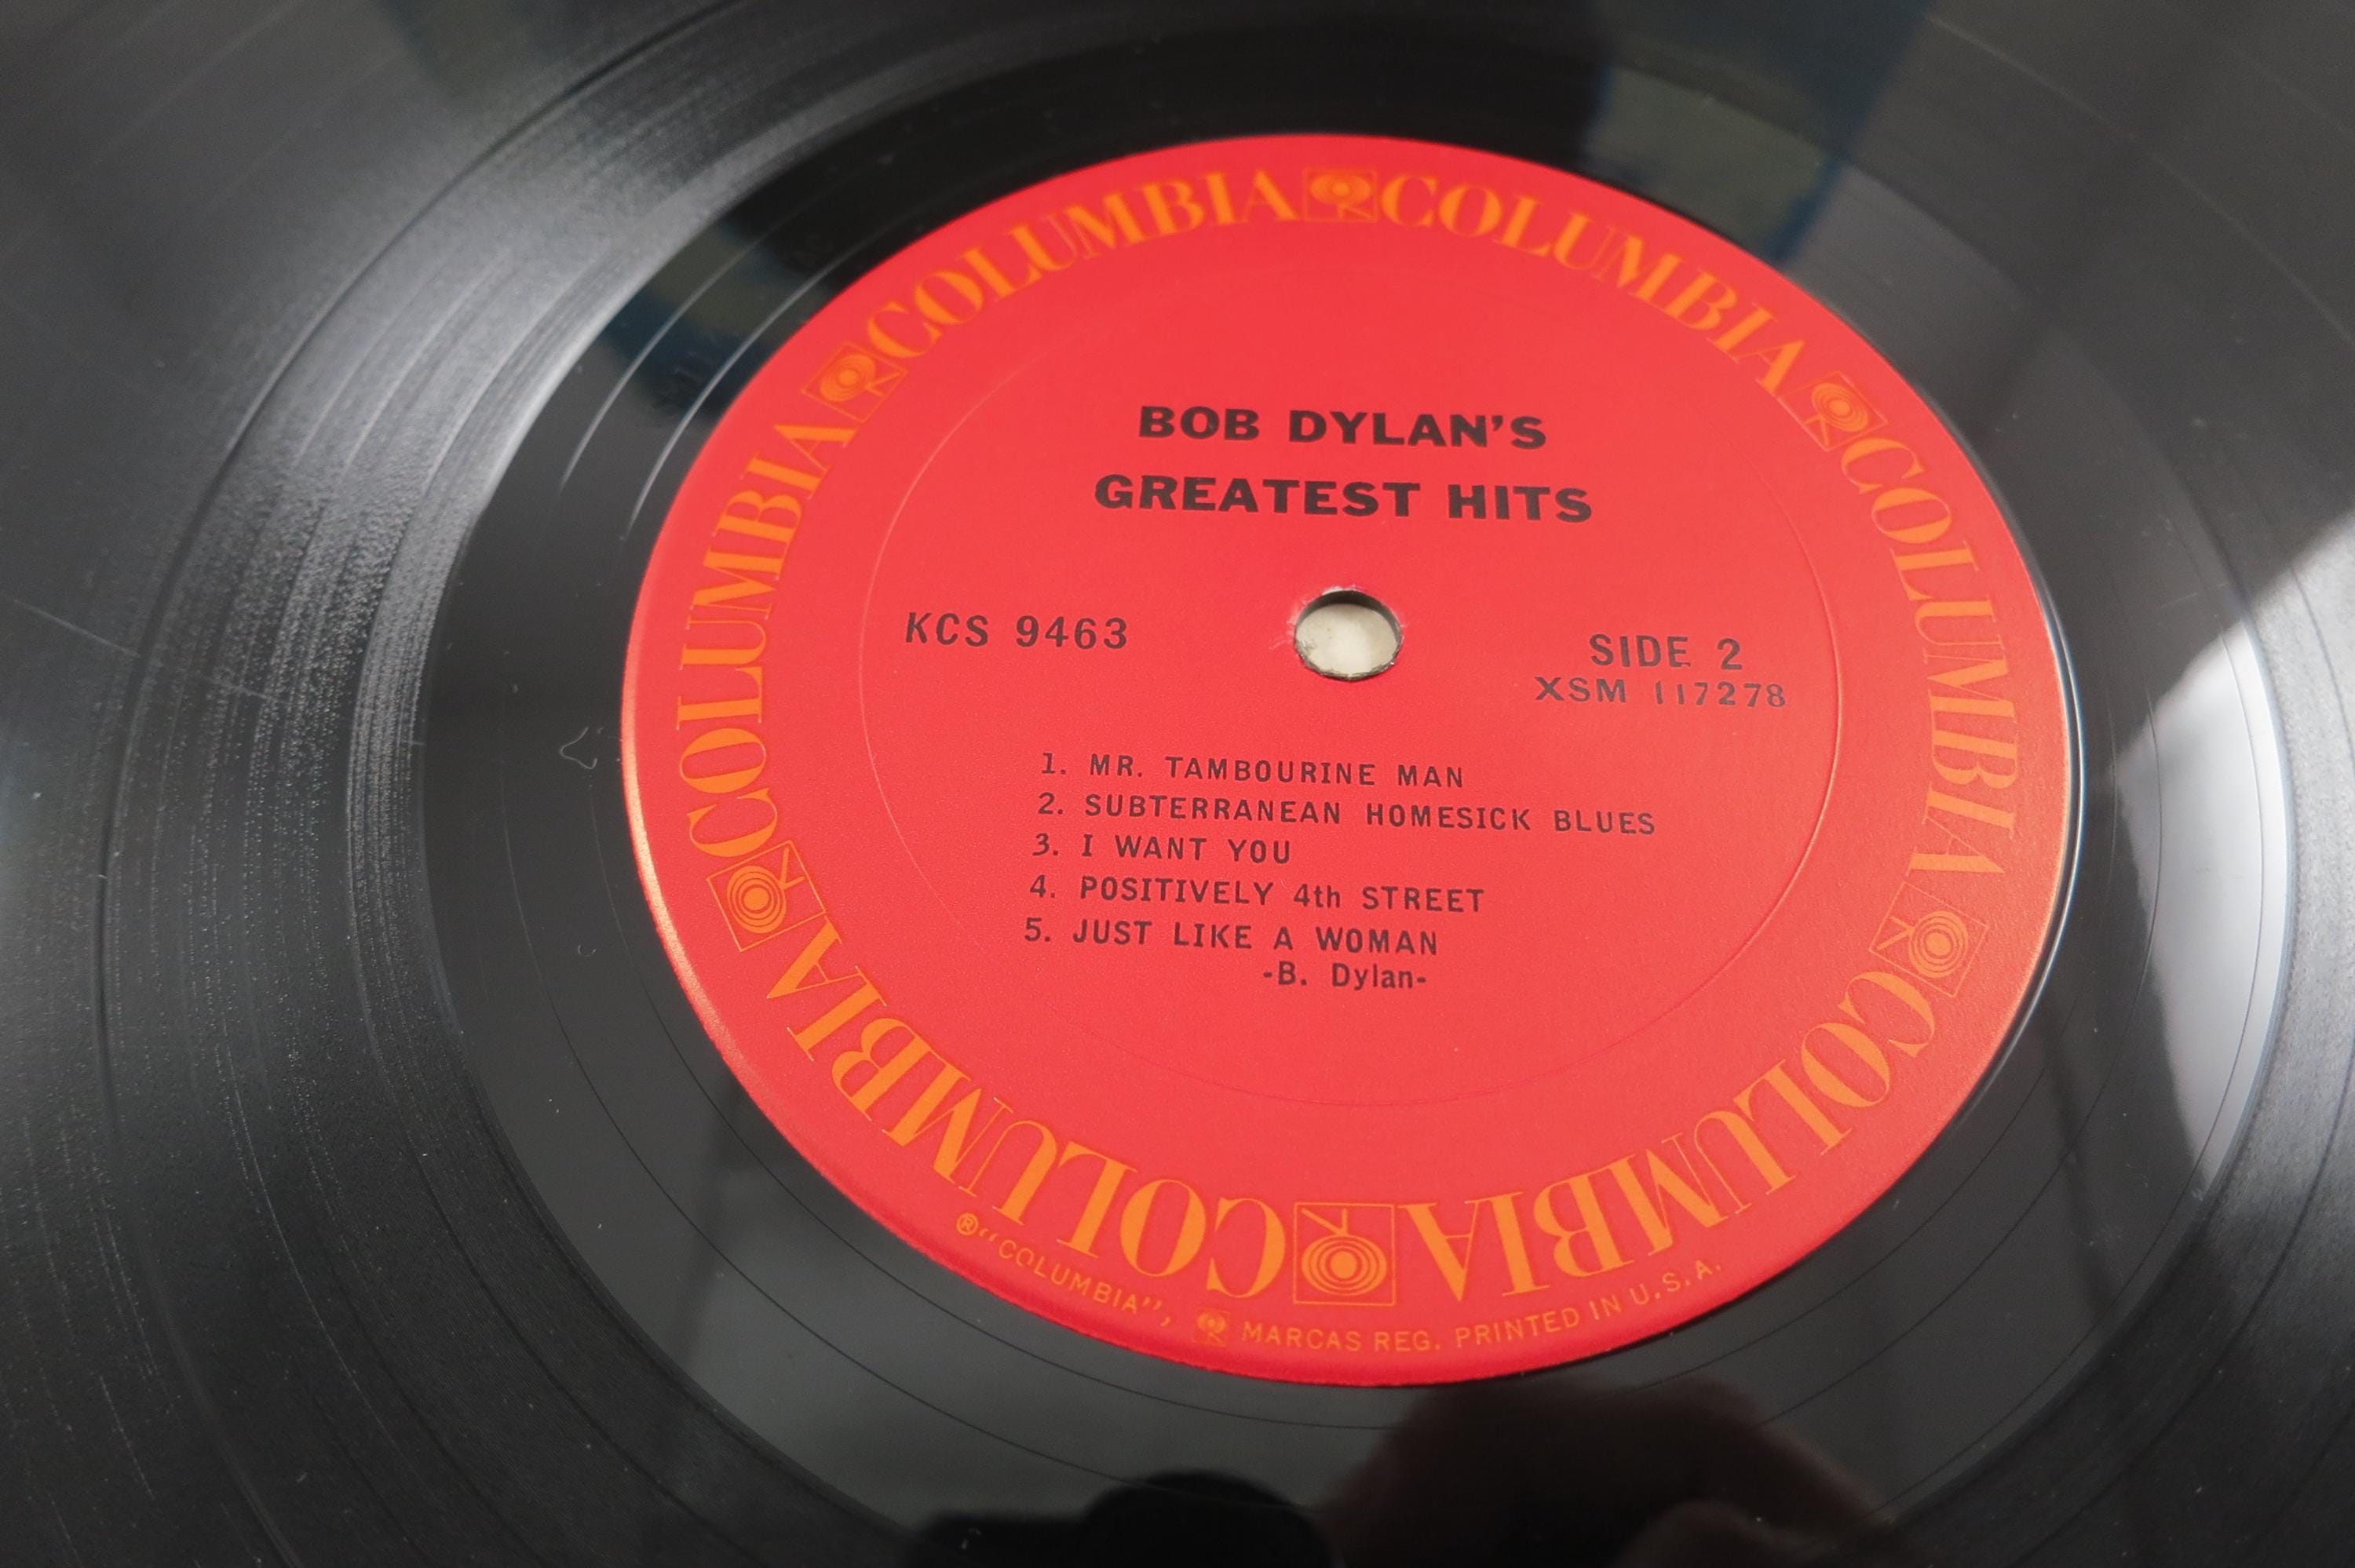 COLUMBIA COLUMBIA COLUMBIA COLUMBIA COLUMBIA COLUMBIA
BOB DYLAN'S
GREATEST HITS
KCS 9463
SIDE 2
XSM 117278
1. MR. TAMBOURINE MAN
2. SUBTERRANEAN HOMESICK BLUES
3. I WANT YOU
4. POSITIVELY 4th STREET
5. JUST LIKE A WOMAN
-B. Dylan-
®"COLUMBIA", MARCAS REG. PRINTED IN U.S.A.